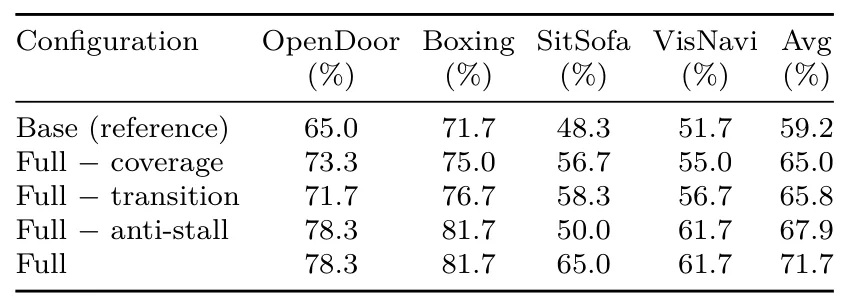 Configuration OpenDoor Boxing SitSofa VisNavi Avg
(%) (%) (%) (%) (%)
Base (reference) 65.0 71.7 48.3 51.7 59.2
Full − coverage 73.3 75.0 56.7 55.0 65.0
Full − transition 71.7 76.7 58.3 56.7 65.8
Full − anti-stall 78.3 81.7 50.0 61.7 67.9
Full 78.3 81.7 65.0 61.7 71.7